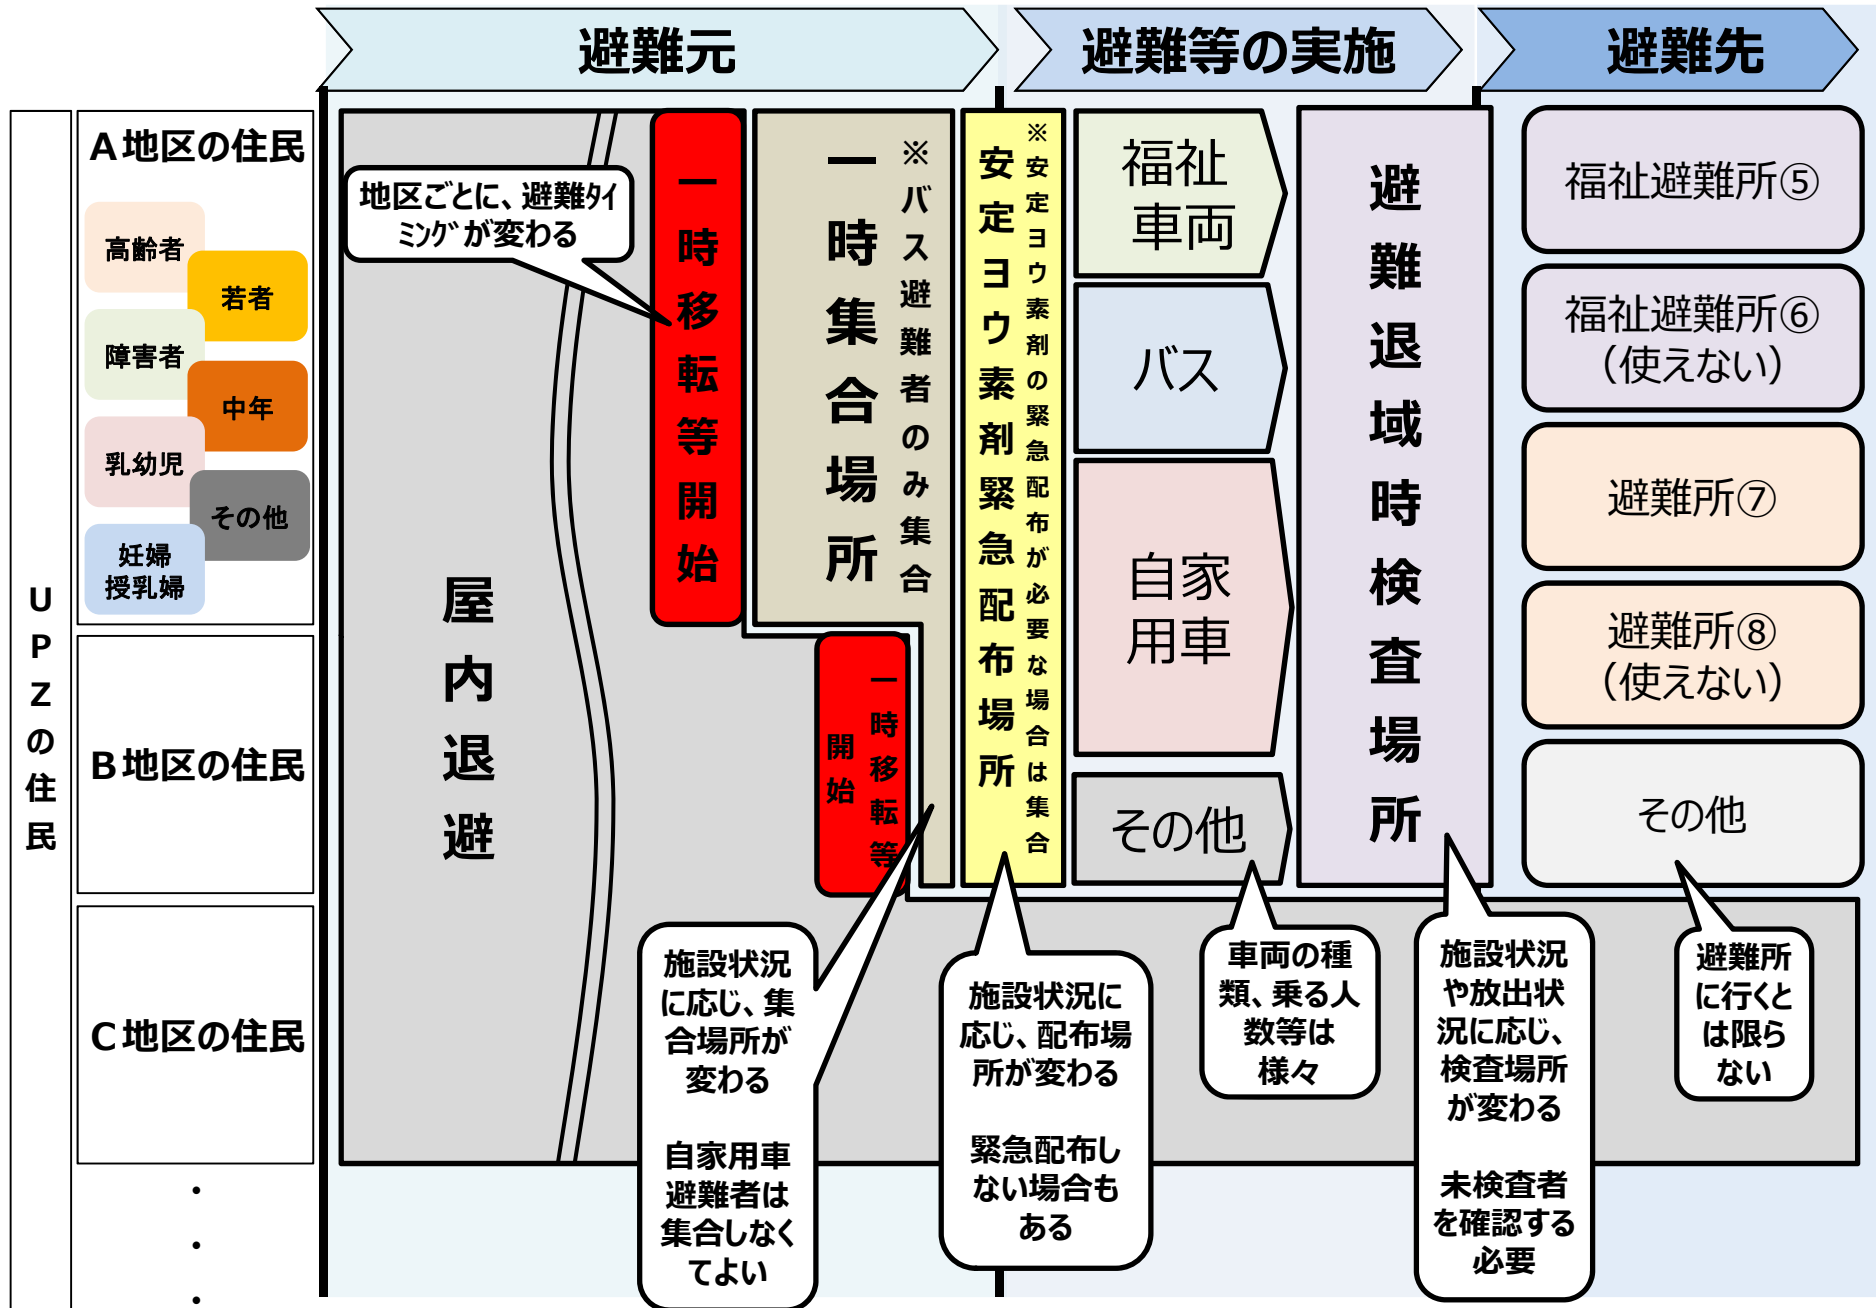 避難元
避難等の実施
避難先
UPZの住民
A地区の住民
高齢者
若者
障害者
中年
乳幼児
その他
妊婦
授乳婦
B地区の住民
C地区の住民
・
・
・
屋内退避
地区ごとに、避難ﾀｲ
ﾐﾝｸﾞが変わる
一時移転等開始
一時移転等
開始
※バス避難者のみ集合
一時集合場所
※安定ヨウ素剤の緊急配布が必要な場合は集合
安定ヨウ素剤緊急配布場所
福祉
車両
バス
自家
用車
その他
避難退域時検査場所
福祉避難所⑤
福祉避難所⑥
（使えない）
避難所⑦
避難所⑧
（使えない）
その他
施設状況
に応じ、集
合場所が
変わる
自家用車
避難者は
集合しなく
てよい
施設状況に
応じ、配布場
所が変わる
緊急配布し
ない場合も
ある
車両の種
類、乗る人
数等は
様々
施設状況
や放出状
況に応じ、
検査場所
が変わる
未検査者
を確認する
必要
避難所
に行くと
は限ら
ない